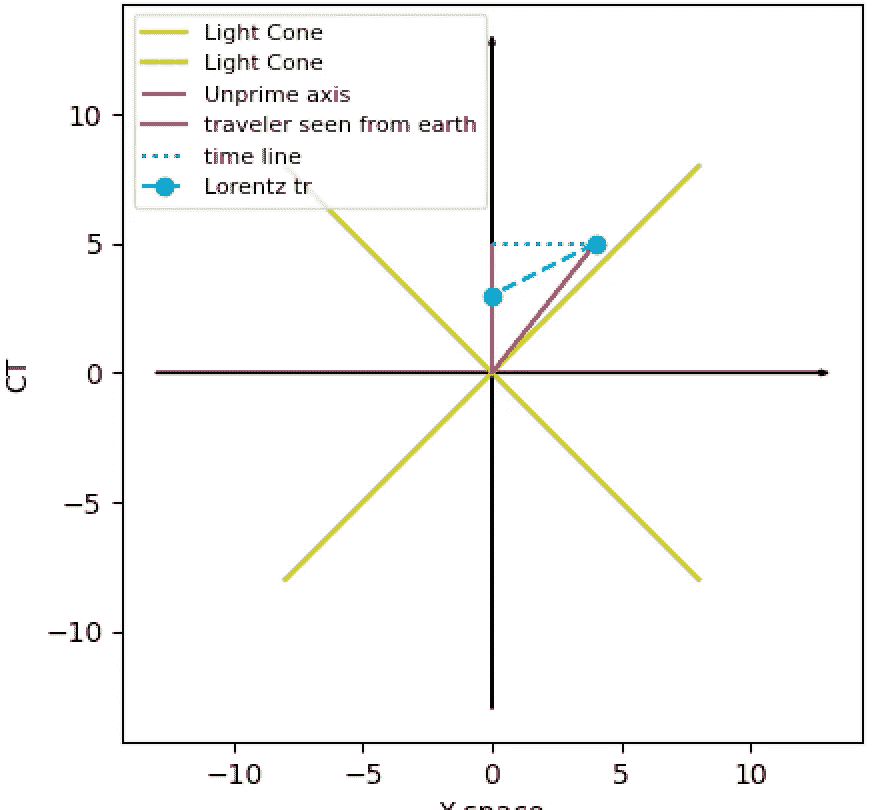 Light Cone
Light Cone
Unprime axis
traveler seen from earth
time line
Lorentz tr
10
5
0
−5
−10
CT
−10 −5 0 5 10
X space